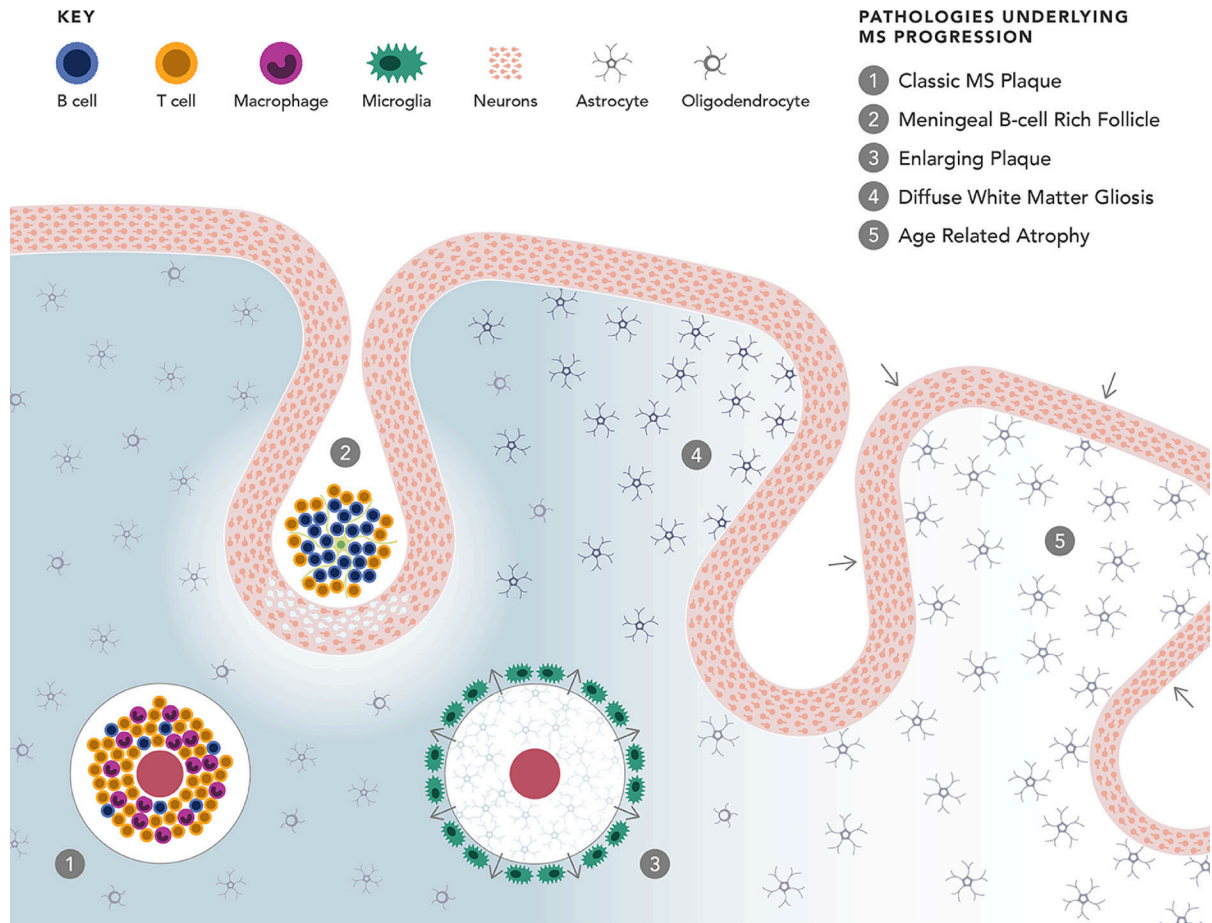 KEY
B cell
T cell
Macrophage
Microglia
Neurons
Astrocyte
Oligodendrocyte
PATHOLOGIES UNDERLYING
MS PROGRESSION
1 Classic MS Plaque
2 Meningeal B-cell Rich Follicle
3 Enlarging Plaque
4 Diffuse White Matter Gliosis
5 Age Related Atrophy
2
4
5
1
3